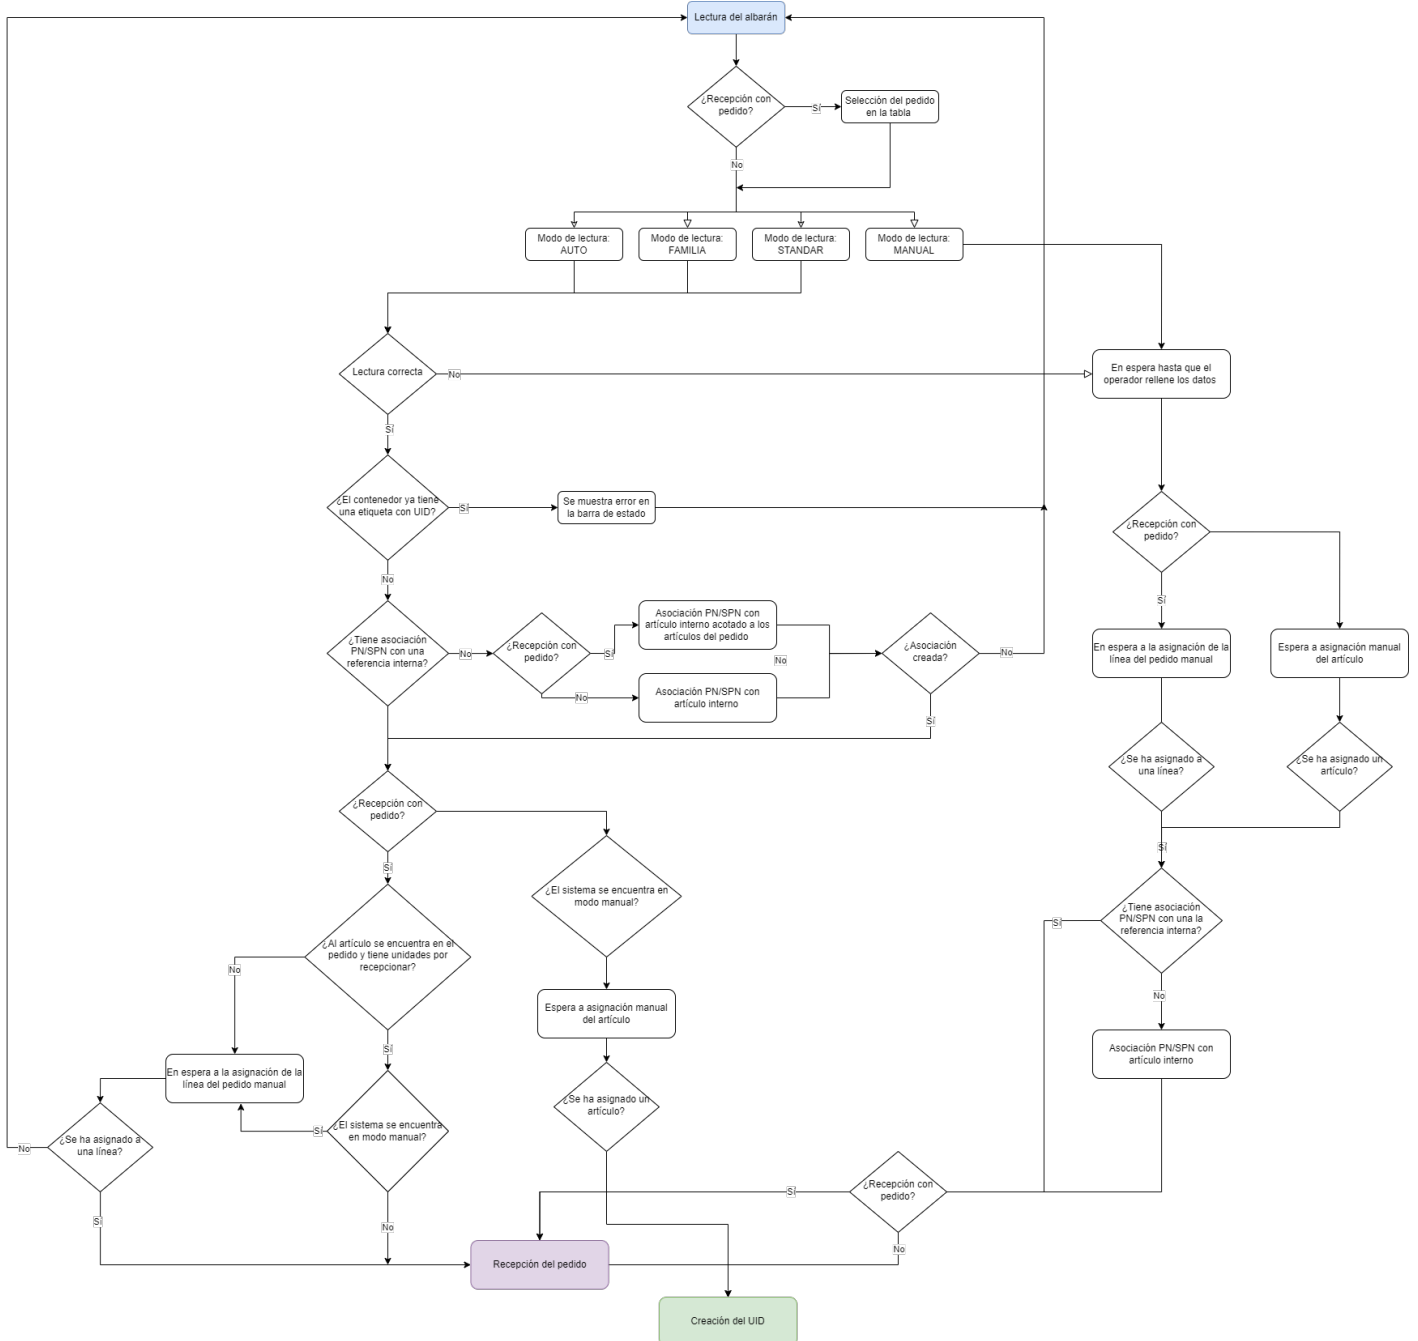 Lectura del albarán
¿Recepción con
pedido?
Sí
Selección del pedido
en la tabla
No
Modo de lectura:
AUTO
Modo de lectura:
FAMILIA
Modo de lectura:
STANDAR
Modo de lectura:
MANUAL
Lectura correcta
No
En espera hasta que el
operador rellene los datos
Sí
¿El contenedor ya tiene
una etiqueta con UID?
Sí
Se muestra error en
la barra de estado
¿Recepción con
pedido?
No
Sí
¿Tiene asociación
PN/SPN con una
referencia interna?
No
¿Recepción con
pedido?
Sí
Asociación PN/SPN con
artículo interno acotado a los
artículos del pedido
No
No
Asociación PN/SPN con
artículo interno
¿Asociación
creada?
No
Sí
En espera a la asignación de la
línea del pedido manual
Espera a asignación manual
del artículo
¿Se ha asignado a
una línea?
¿Se ha asignado un
artículo?
Sí
¿Recepción con
pedido?
Sí
¿El sistema se encuentra en
modo manual?
¿Tiene asociación
PN/SPN con una la
referencia interna?
Sí
No
¿Al artículo se encuentra en el
pedido y tiene unidades por
recepcionar?
No
Sí
Espera a asignación manual
del artículo
Asociación PN/SPN con
artículo interno
En espera a la asignación de la
línea del pedido manual
¿Se ha asignado un
artículo?
¿Se ha asignado a
una línea?
No
Sí
¿El sistema se encuentra
en modo manual?
Sí
No
¿Recepción con
pedido?
Sí
No
Recepción del pedido
Creación del UID